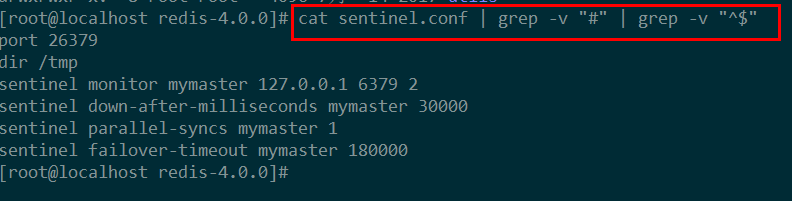 [root@localhost redis-4.0.0]# cat sentinel.conf | grep -v "#" | grep -v "^$"
port 26379
dir /tmp
sentinel monitor mymaster 127.0.0.1 6379 2
sentinel down-after-milliseconds mymaster 30000
sentinel parallel-syncs mymaster 1
sentinel failover-timeout mymaster 180000
[root@localhost redis-4.0.0]#